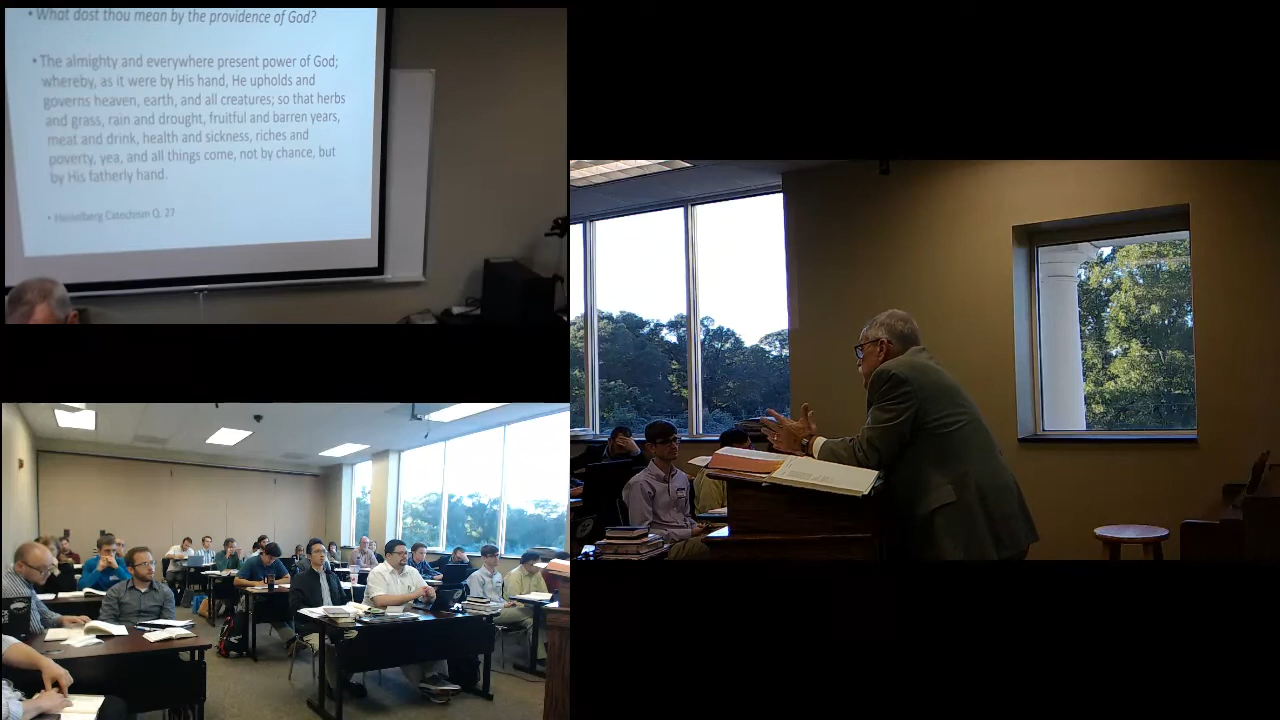 • What dost thou mean by the providence of God?
• The almighty and everywhere present power of God;
whereby, as it were by His hand, He upholds and
governs heaven, earth, and all creatures; so that herbs
and grass, rain and drought, fruitful and barren years,
meat and drink, health and sickness, riches and
poverty, yea, and all things come, not by chance, but
by His fatherly hand.
• Heidelberg Catechism Q. 27